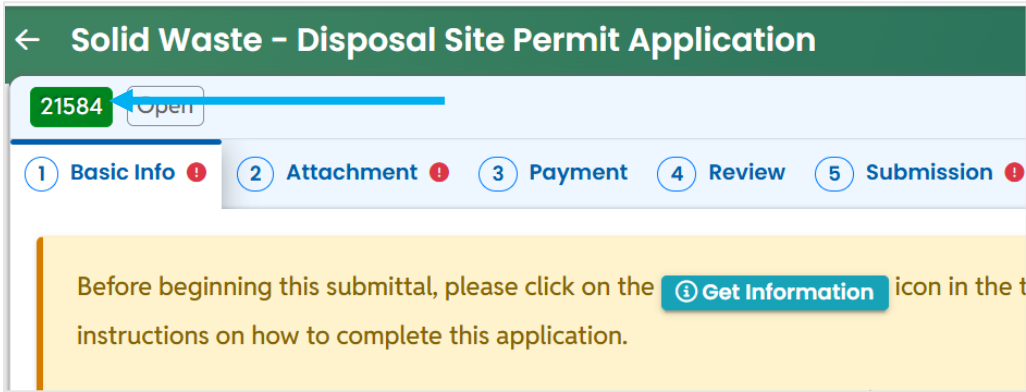 ← Solid Waste – Disposal Site Permit Application
21584 Open
1 Basic Info 2 Attachment 3 Payment 4 Review 5 Submission
Before beginning this submittal, please click on the Get Information icon in the t
instructions on how to complete this application.